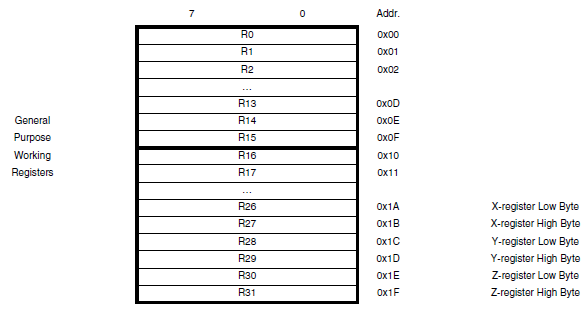 7 0 Addr.
R0 0x00
R1 0x01
R2 0x02
…
R13 0x0D
General R14 0x0E
Purpose R15 0x0F
Working R16 0x10
Registers R17 0x11
…
R26 0x1A X-register Low Byte
R27 0x1B X-register High Byte
R28 0x1C Y-register Low Byte
R29 0x1D Y-register High Byte
R30 0x1E Z-register Low Byte
R31 0x1F Z-register High Byte